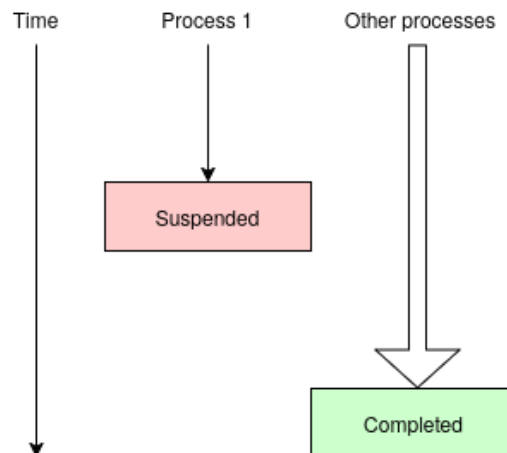 Time
Process 1
Other processes
Suspended
Completed